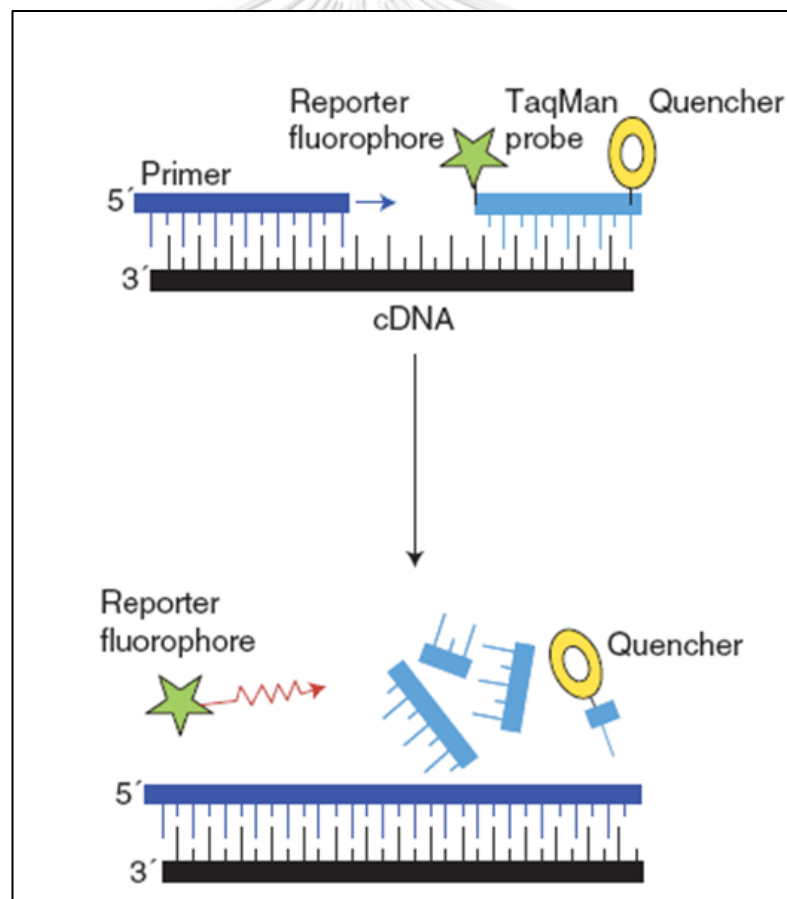 Reporter
fluorophore
TaqMan
probe
Quencher
Primer
5´
3´
cDNA
Reporter
fluorophore
Quencher
5´
3´